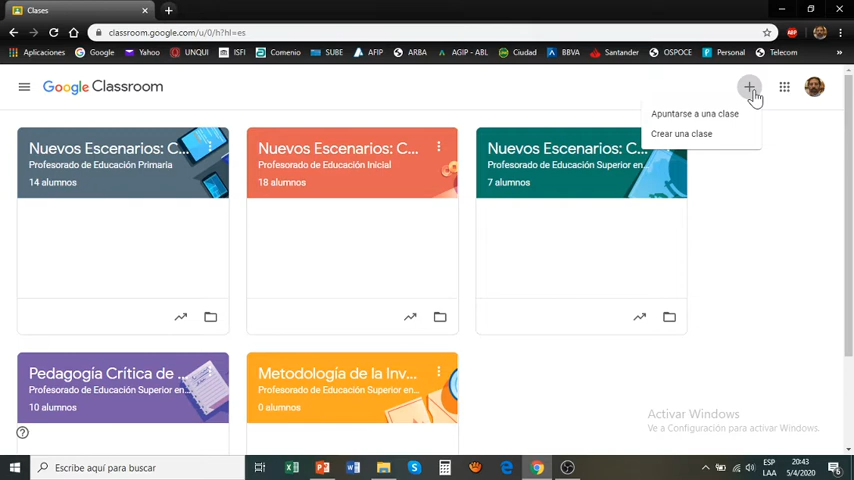 Clases
classroom.google.com/u/0/h?hl=es
Aplicaciones Google Yahoo UNQUI ISFI Comenio SUBE AFIP ARBA AGIP - ABL Ciudad BBVA Santander OSPOCE Personal Telecom
Google Classroom
Apuntarse a una clase
Crear una clase
Nuevos Escenarios: C...
Profesorado de Educación Primaria
14 alumnos
Nuevos Escenarios: C...
Profesorado de Educación Inicial
18 alumnos
Nuevos Escenarios: C...
Profesorado de Educación Superior en...
7 alumnos
Pedagogía Crítica de ...
Profesorado de Educación Superior en...
10 alumnos
Metodología de la Inv...
Profesorado de Educación Superior en...
0 alumnos
Activar Windows
Ve a Configuración para activar Windows.
Escribe aquí para buscar
ESP
LAA
20:43
5/4/2020